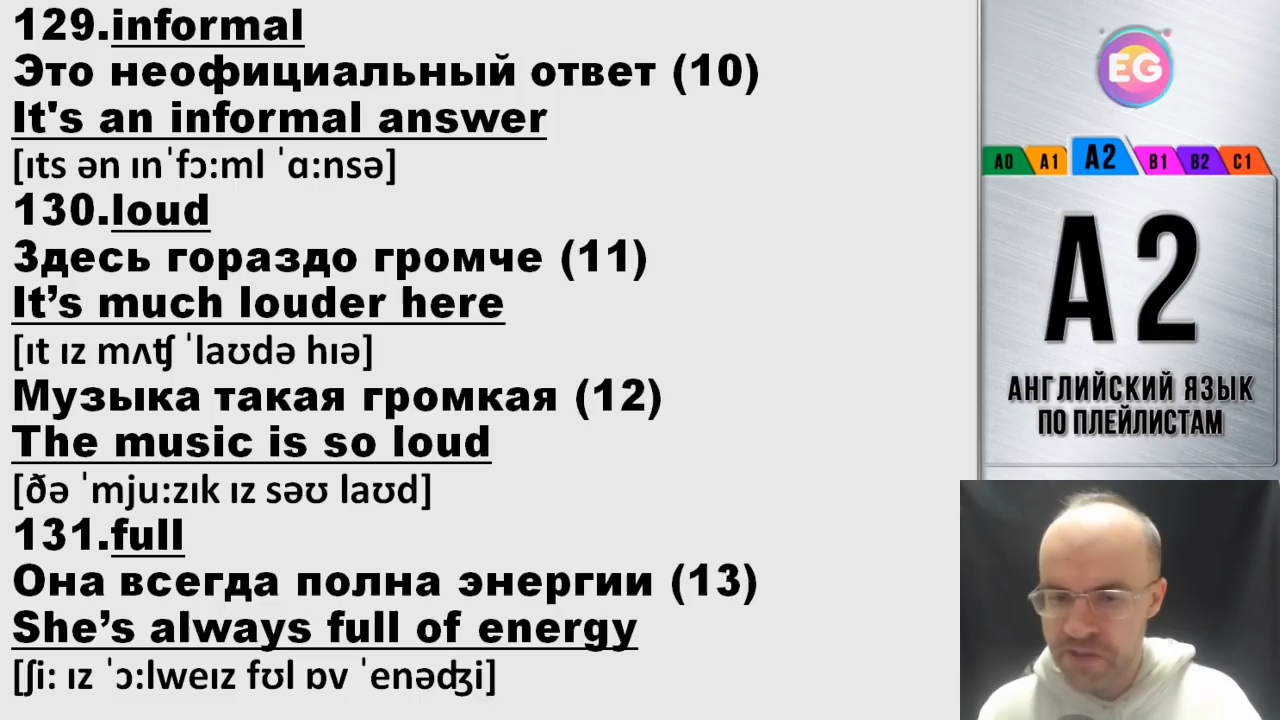 129.informal
Это неофициальный ответ (10)
It's an informal answer
[ɪts ən ɪnˈfɔ:ml ˈɑ:nsə]
130.loud
Здесь гораздо громче (11)
It’s much louder here
[ɪt ɪz mʌʧ ˈlaʊdə hɪə]
Музыка такая громкая (12)
The music is so loud
[ðə ˈmju:zɪk ɪz səʊ laʊd]
131.full
Она всегда полна энергии (13)
She’s always full of energy
[ʃi: ɪz ˈɔ:lweɪz fʊl ɒv ˈenəʤi]
EG
A0 A1 A2 B1 B2 C1
A2
АНГЛИЙСКИЙ ЯЗЫК
ПО ПЛЕЙЛИСТАМ